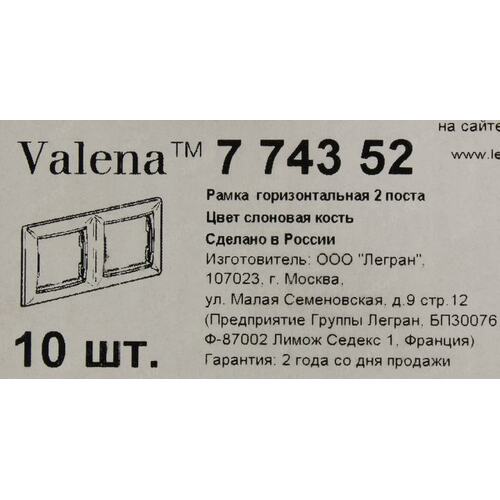 на сайте
Valena™ 7 743 52
www.le
Рамка горизонтальная 2 поста
Цвет слоновая кость
Сделано в России
Изготовитель: ООО "Легран",
107023, г. Москва,
ул. Малая Семеновская, д.9 стр.12
(Предприятие Группы Легран, БП30076
Ф-87002 Лимож Седекс 1, Франция)
Гарантия: 2 года со дня продажи
10 шт.